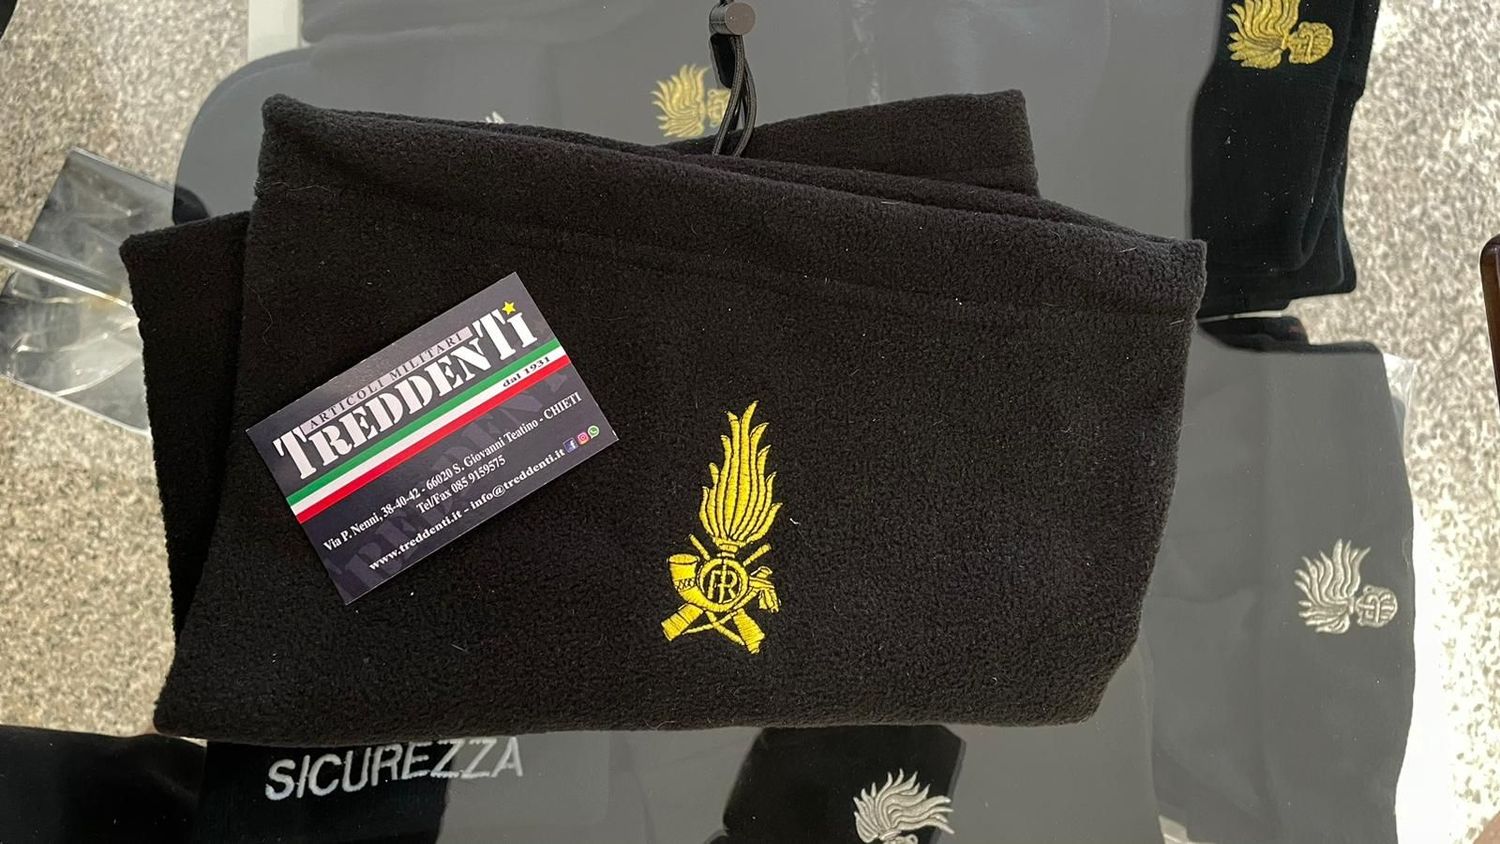 ARTICOLI MILITARI
TREDDENTI
dal 1931
Via P. Nenni, 38-40-42 - 66020 S. Giovanni Teatino - CHIETI
Tel/Fax 085 9159575
www.treddenti.it - info@treddenti.it
RI
SICUREZZA